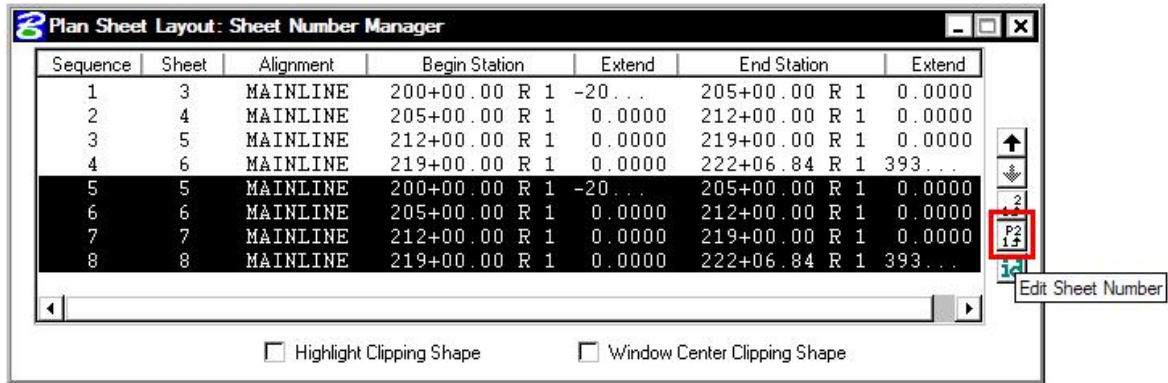 Plan Sheet Layout: Sheet Number Manager
Sequence Sheet Alignment Begin Station Extend End Station Extend
1 3 MAINLINE 200+00.00 R 1 -20... 205+00.00 R 1 0.0000
2 4 MAINLINE 205+00.00 R 1 0.0000 212+00.00 R 1 0.0000
3 5 MAINLINE 212+00.00 R 1 0.0000 219+00.00 R 1 0.0000
4 6 MAINLINE 219+00.00 R 1 0.0000 222+06.84 R 1 393...
5 5 MAINLINE 200+00.00 R 1 -20... 205+00.00 R 1 0.0000
6 6 MAINLINE 205+00.00 R 1 0.0000 212+00.00 R 1 0.0000
7 7 MAINLINE 212+00.00 R 1 0.0000 219+00.00 R 1 0.0000
8 8 MAINLINE 219+00.00 R 1 0.0000 222+06.84 R 1 393...
P2
1
id
Edit Sheet Number
Highlight Clipping Shape Window Center Clipping Shape